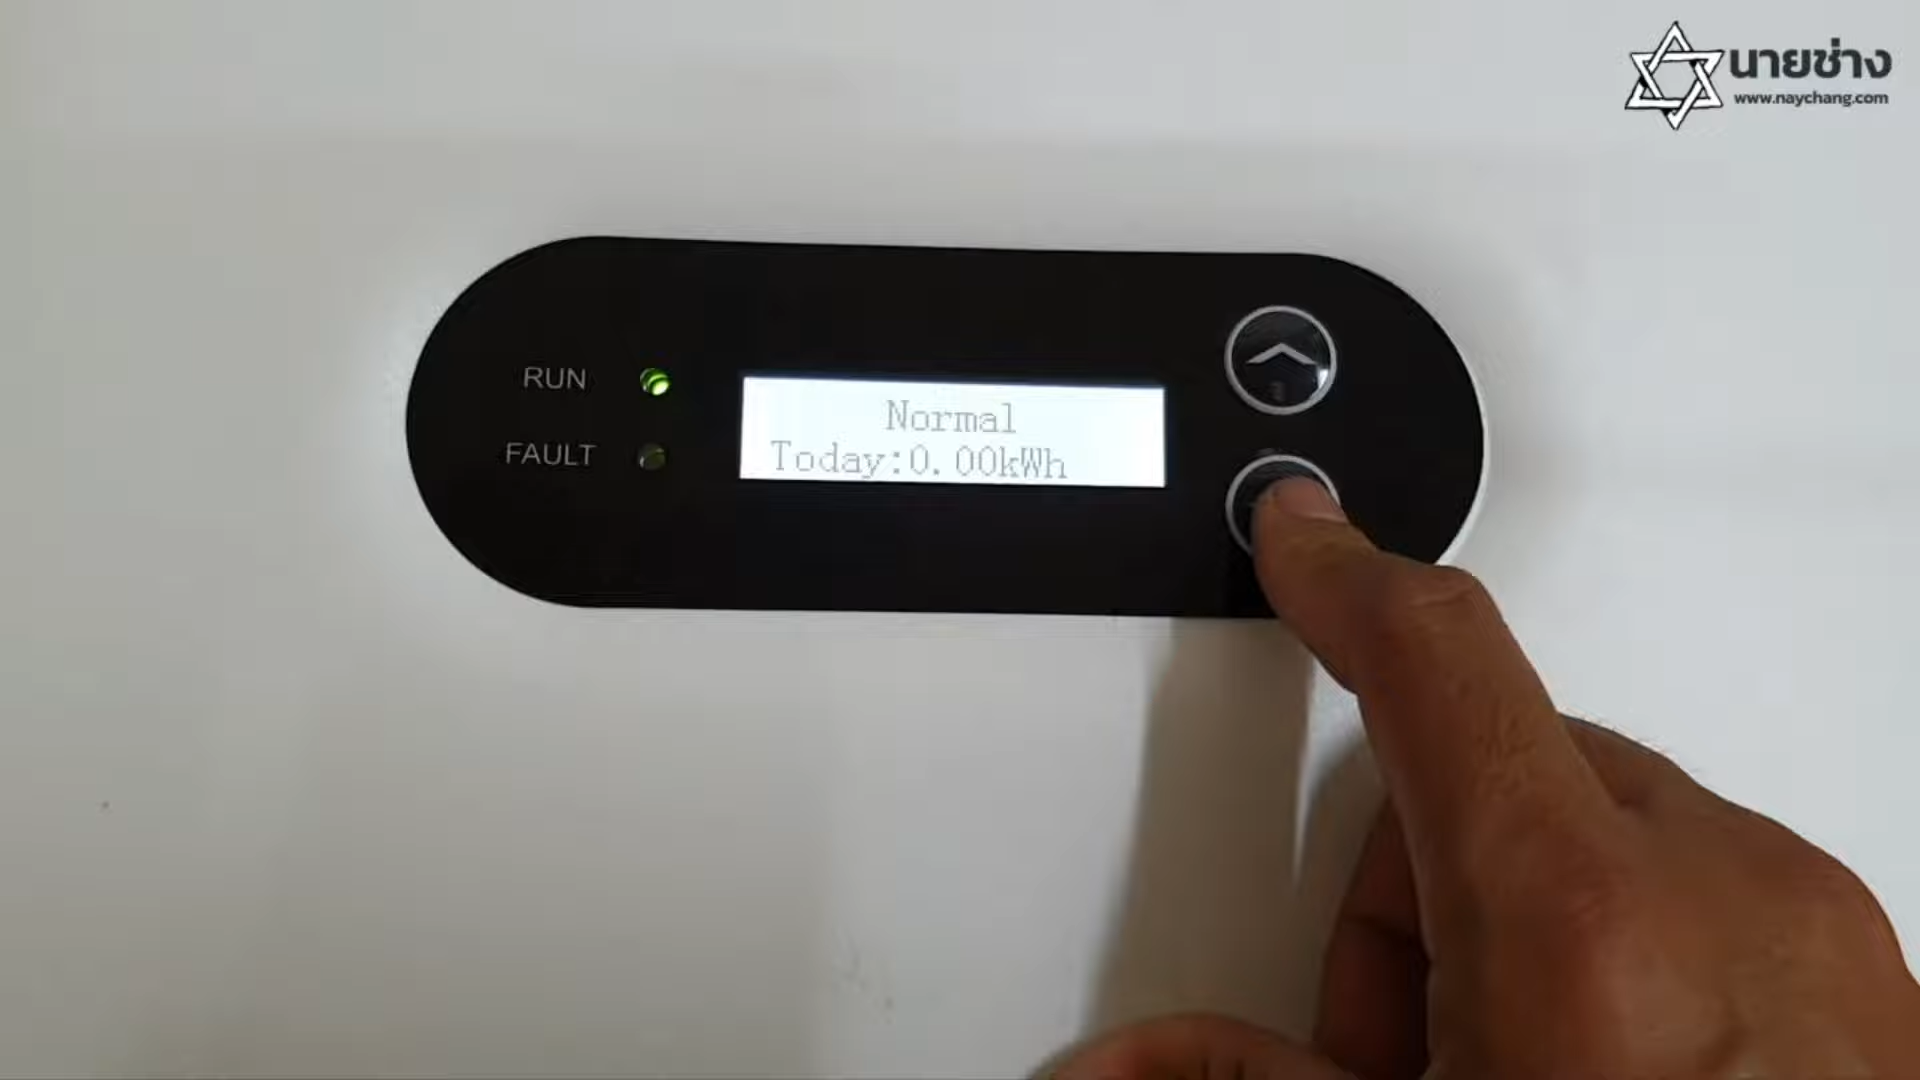 นายช่าง
www.naychang.com
RUN
FAULT
Normal
Today:0.00kWh